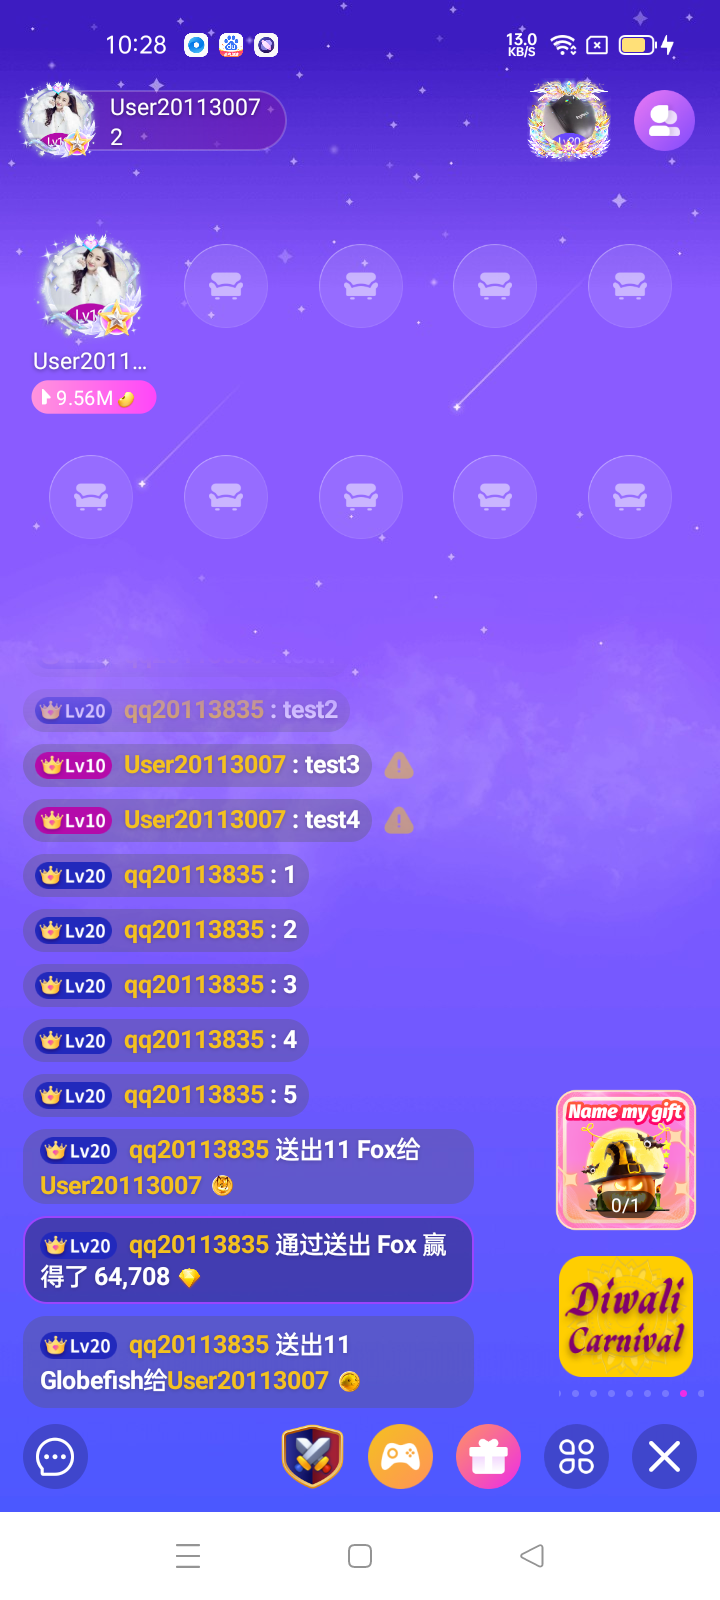 10:28
13.0
KB/S
User20113007
2
Lv20
User2011...
9.56M
Lv20 qq20113835 : test2
Lv10 User20113007 : test3
Lv10 User20113007 : test4
Lv20 qq20113835 : 1
Lv20 qq20113835 : 2
Lv20 qq20113835 : 3
Lv20 qq20113835 : 4
Lv20 qq20113835 : 5
Lv20 qq20113835 送出11 Fox给
User20113007
Lv20 qq20113835 通过送出 Fox 赢
得了 64,708
Lv20 qq20113835 送出11
Globefish给User20113007
Name my gift
0/1
Diwali
Carnival